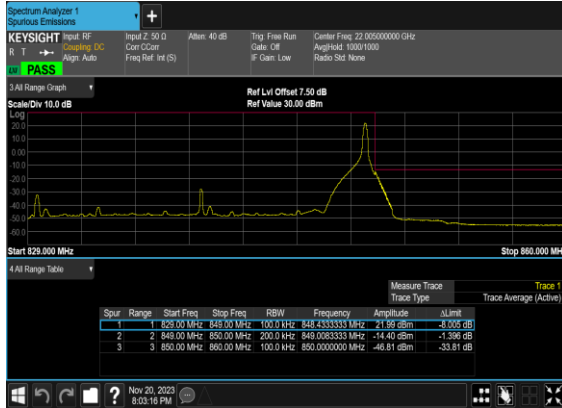 Spectrum Analyzer 1
Spurious Emissions
+
KEYSIGHT Input: RF Input Z: 50 Ω Atten: 40 dB Trig: Free Run Center Freq: 22.005000000 GHz
R T Coupling: DC Corr CCorr Gate: Off Avg|Hold: 1000/1000
Align: Auto Freq Ref: Int (S) IF Gain: Low Radio Std: None
PASS
3 All Range Graph
Ref Lvl Offset 7.50 dB
Scale/Div 10.0 dB Ref Value 30.00 dBm
Log
20.0
10.0
0.00
-10.0
-20.0
-30.0
-40.0
-50.0
-60.0
Start 829.000 MHz Stop 860.000 MH
4 All Range Table
Measure Trace Trace 1
Trace Type Trace Average (Active)
Spur Range Start Freq Stop Freq RBW Frequency Amplitude ΔLimit
1 1 829.00 MHz 849.00 MHz 100.0 kHz 848.4333333 MHz 21.99 dBm -8.005 dB
2 2 849.00 MHz 850.00 MHz 200.0 kHz 849.0083333 MHz -14.40 dBm -1.396 dB
3 3 850.00 MHz 860.00 MHz 100.0 kHz 850.0000000 MHz -46.81 dBm -33.81 dB
? Nov 20, 2023
8:03:16 PM